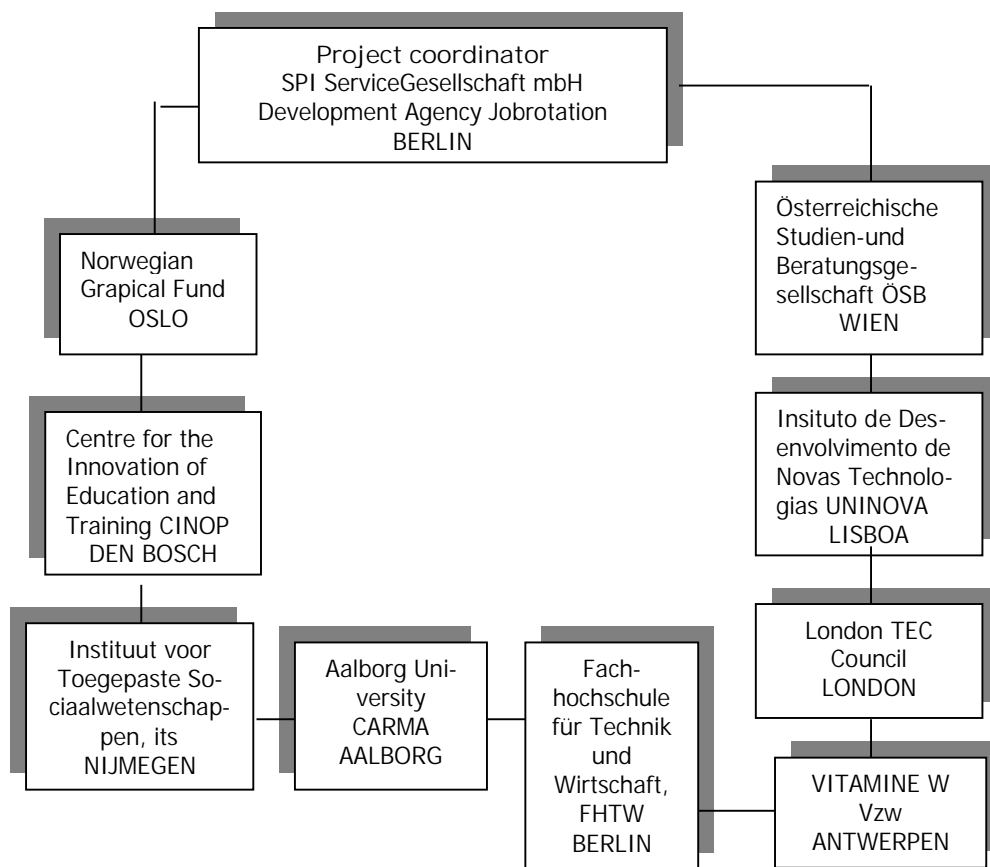 Project coordinator
SPI ServiceGesellschaft mbH
Development Agency Jobrotation
BERLIN
Norwegian
Grapical Fund
OSLO
Österreichische
Studien-und
Beratungsge-
sellschaft ÖSB
WIEN
Centre for the
Innovation of
Education and
Training CINOP
DEN BOSCH
Insituto de Des-
envolvimento de
Novas Technolo-
gias UNINOVA
LISBOA
Instituut voor
Toegepaste So-
ciaalwetenschap-
pen, its
NIJMEGEN
Aalborg Uni-
versity
CARMA
AALBORG
Fach-
hochschule
für Technik
und
Wirtschaft,
FHTW
BERLIN
London TEC
Council
LONDON
VITAMINE W
Vzw
ANTWERPEN